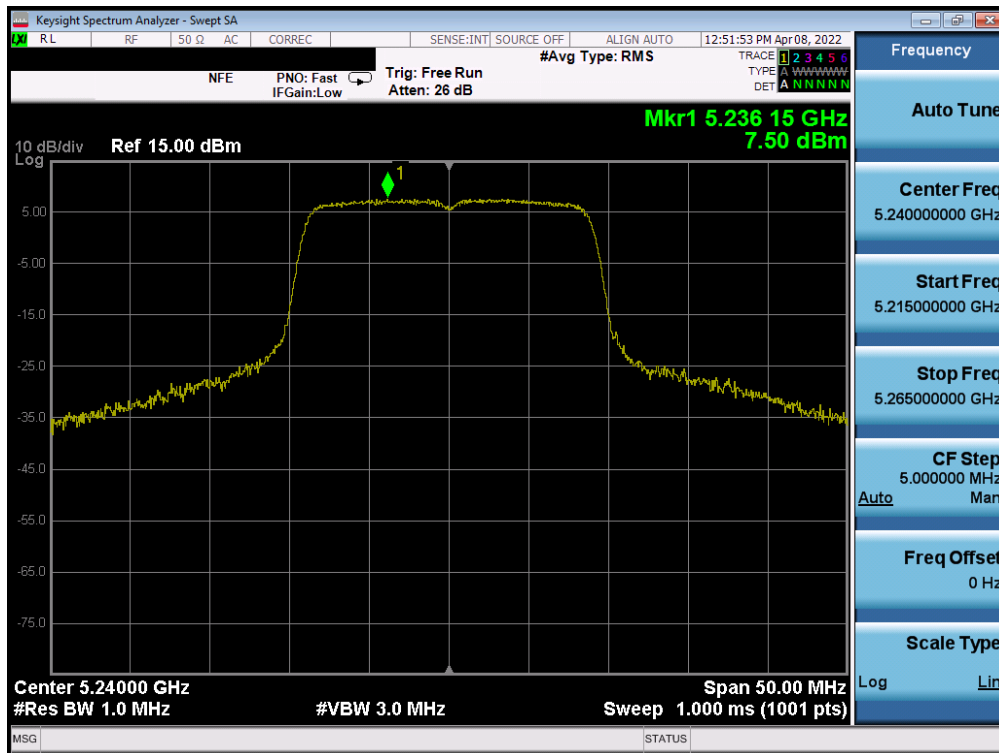 Keysight Spectrum Analyzer - Swept SA
LXI RL RF 50 Ω AC CORREC SENSE:INT SOURCE OFF ALIGN AUTO 12:51:53 PM Apr 08, 2022
NFE PNO: Fast Trig: Free Run #Avg Type: RMS TRACE 1 2 3 4 5 6
IFGain:Low Atten: 26 dB TYPE A WWWWW
DET A N N N N N
Mkr1 5.236 15 GHz
7.50 dBm
10 dB/div Ref 15.00 dBm
Log
1
5.00
-5.00
-15.0
-25.0
-35.0
-45.0
-55.0
-65.0
-75.0
Center 5.24000 GHz Span 50.00 MHz
#Res BW 1.0 MHz #VBW 3.0 MHz Sweep 1.000 ms (1001 pts)
MSG STATUS
Frequency
Auto Tune
Center Freq
5.240000000 GHz
Start Freq
5.215000000 GHz
Stop Freq
5.265000000 GHz
CF Step
5.000000 MHz
Auto Man
Freq Offset
0 Hz
Scale Type
Log Lin